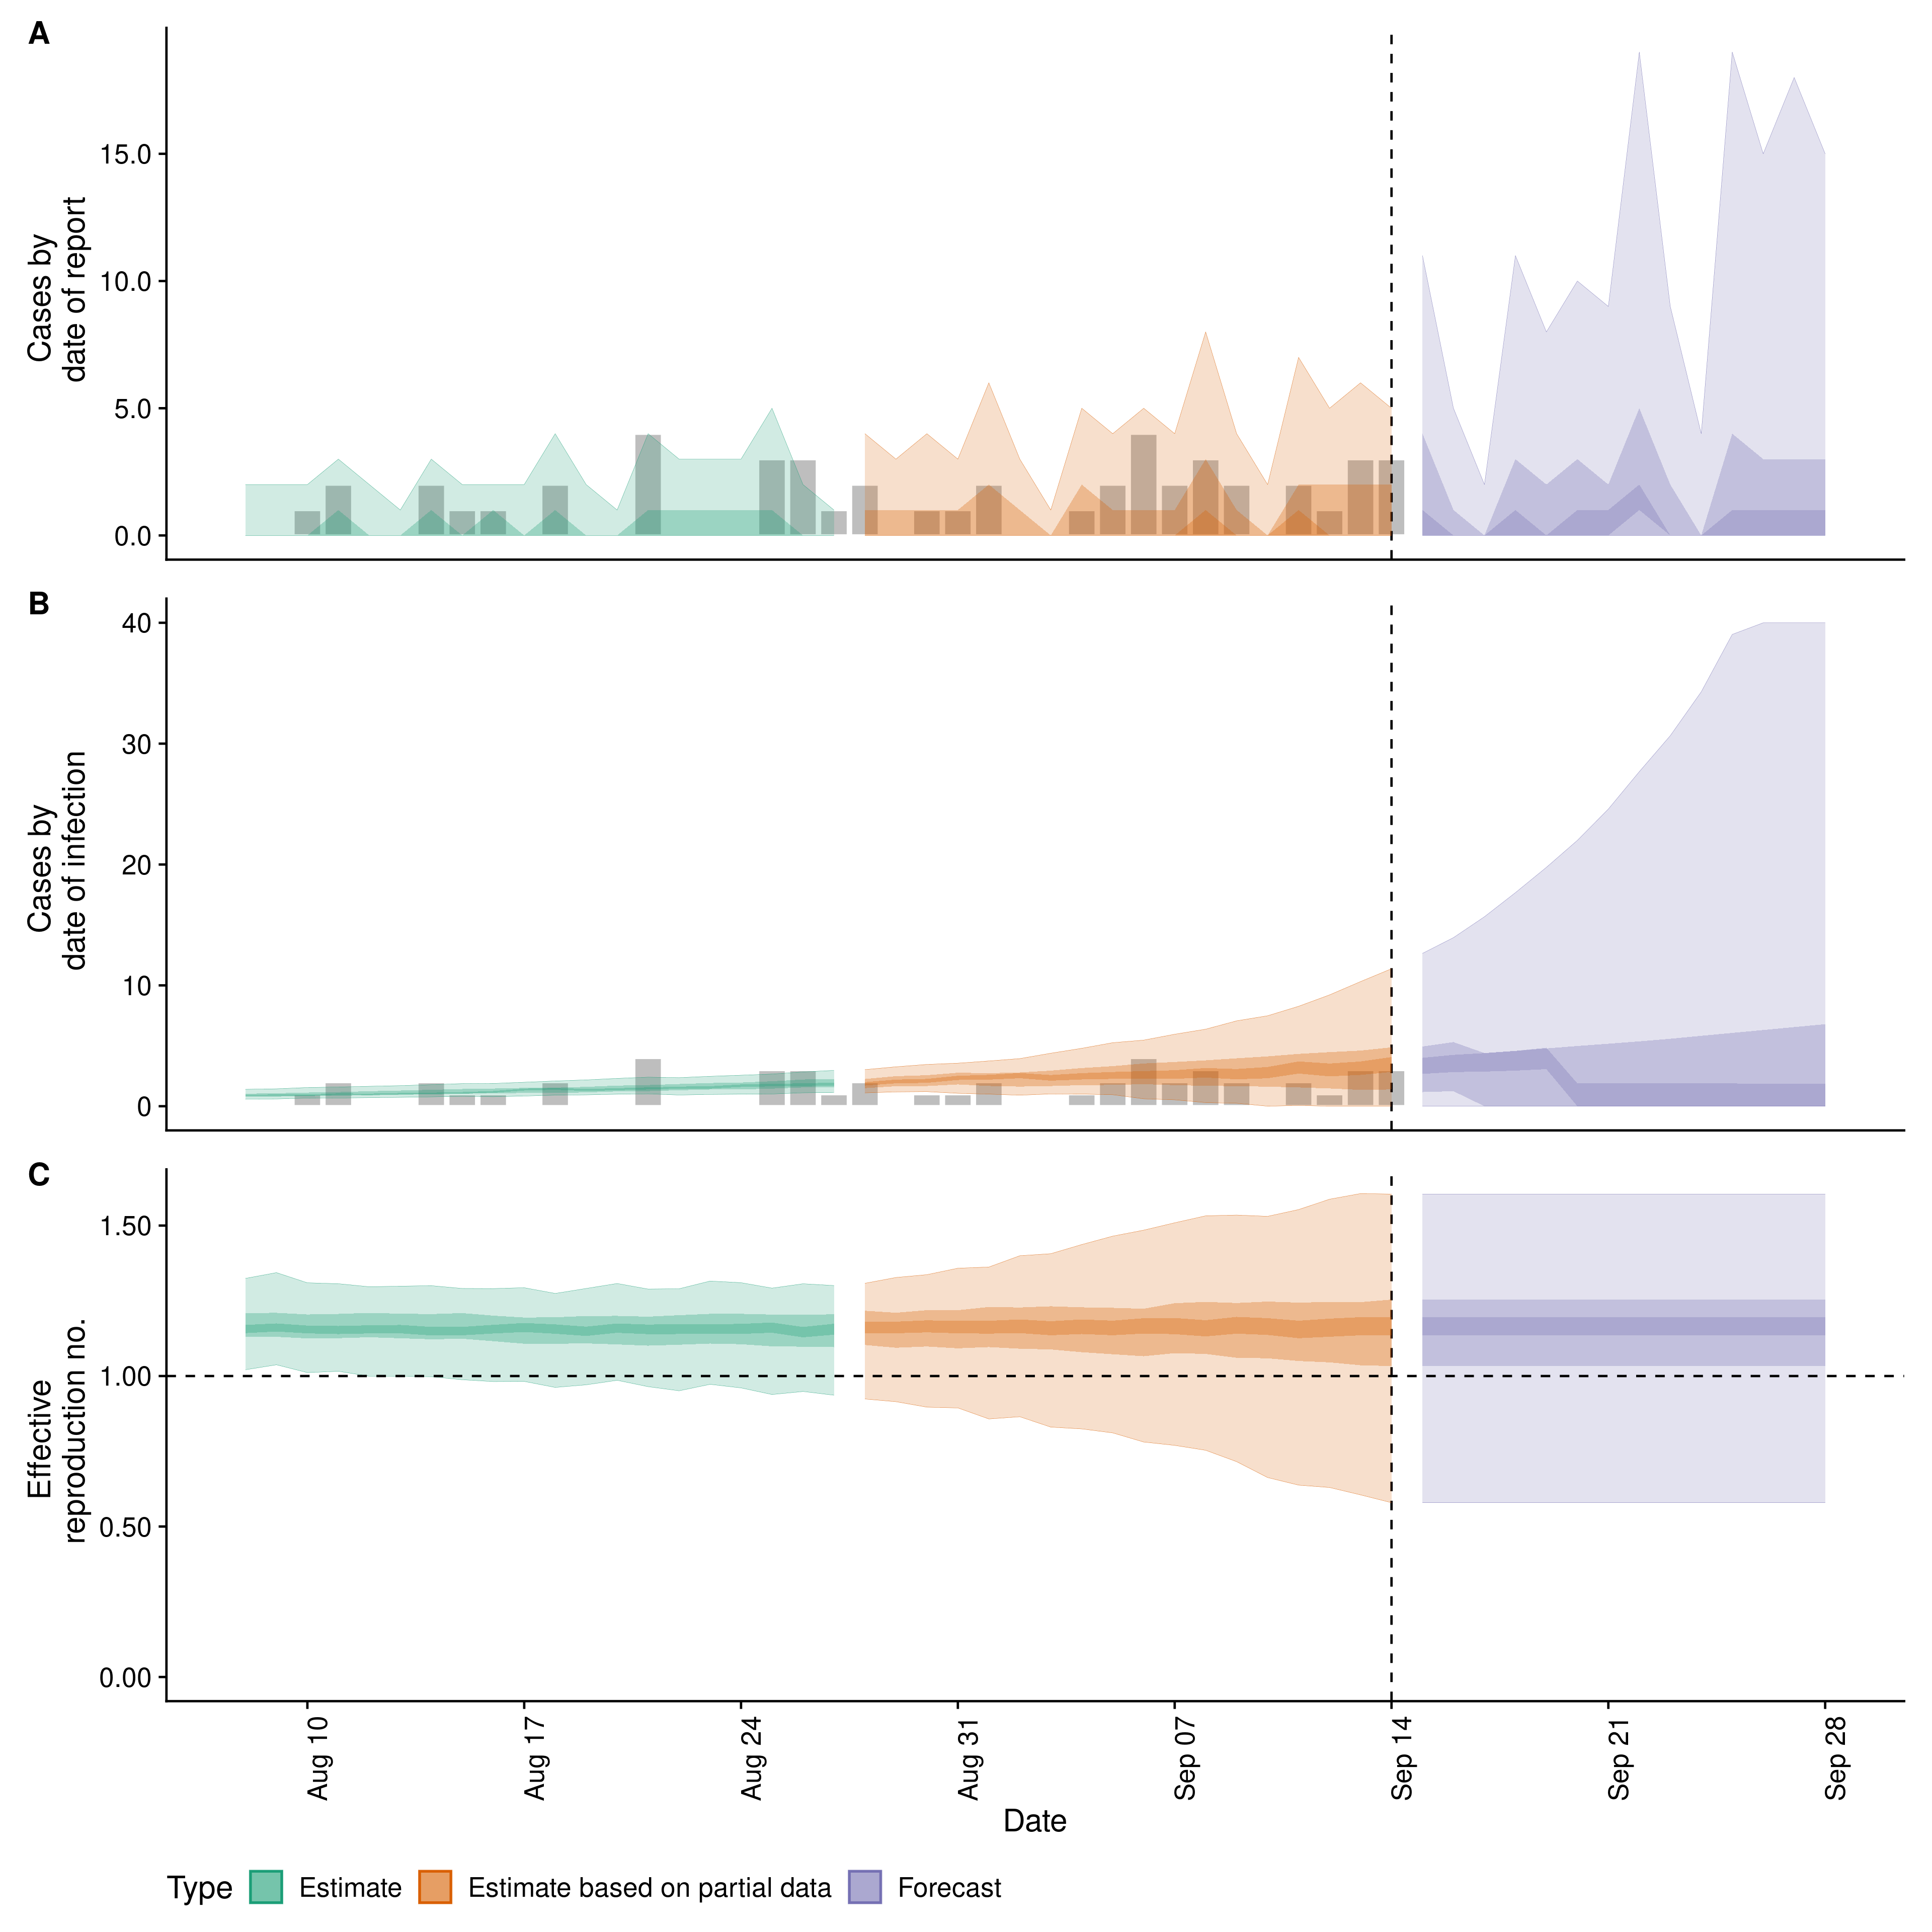 A
Cases by
date of report
15.0
10.0
5.0
0.0
B
Cases by
date of infection
40
30
20
10
0
C
Effective
reproduction no.
1.50
1.00
0.50
0.00
Aug 10
Aug 17
Aug 24
Aug 31
Sep 07
Sep 14
Sep 21
Sep 28
Date
Type
Estimate
Estimate based on partial data
Forecast